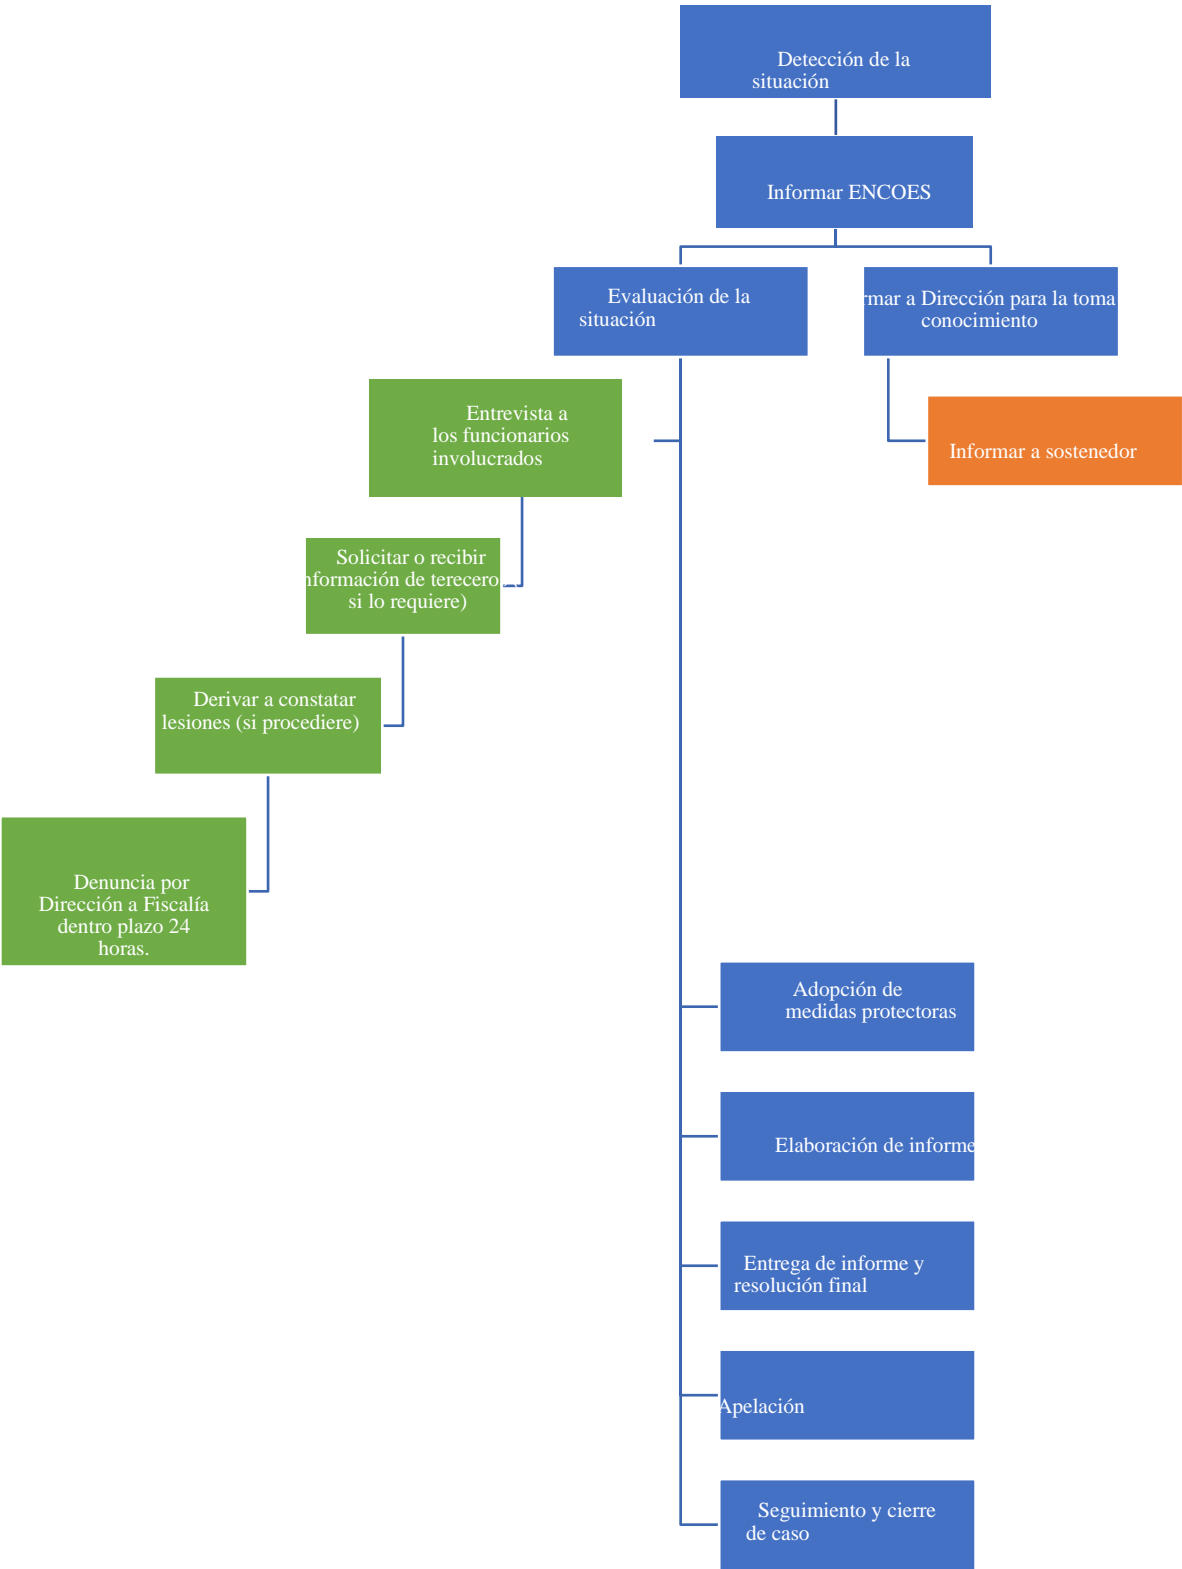 Detección de la
situación
Informar ENCOES
Evaluación de la
situación
rmar a Dirección para la toma
conocimiento
Entrevista a
los funcionarios
involucrados
Informar a sostenedor
Solicitar o recibir
nformación de terecero
si lo requiere)
Derivar a constatar
lesiones (si procediere)
Denuncia por
Dirección a Fiscalía
dentro plazo 24
horas.
Adopción de
medidas protectoras
Elaboración de informe
Entrega de informe y
resolución final
Apelación
Seguimiento y cierre
de caso